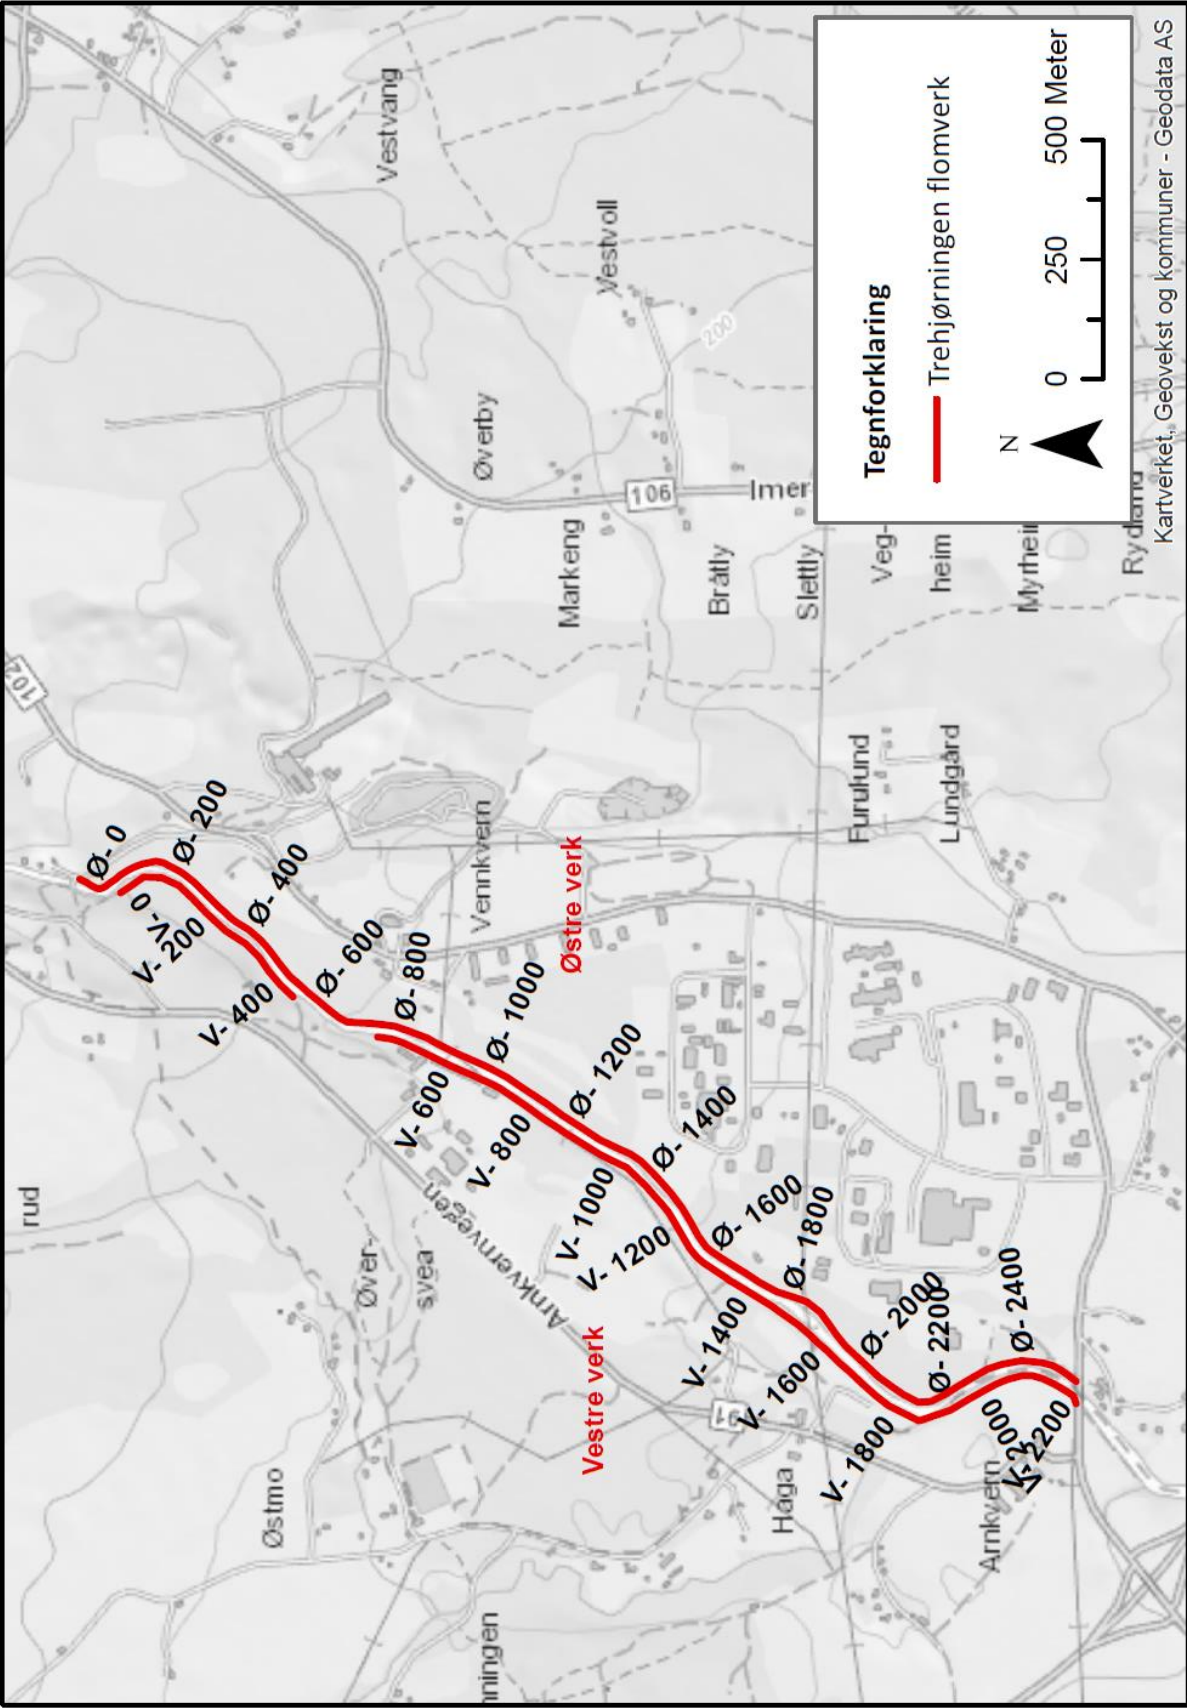 rud
Østmo
Øver-
svea
nningen
Vestvang
Øverby
Vestvoll
Markeng
106
200
Imer
Bråtly
Slettly
Veg-
heim
Myrhei
Rydland
102
Vennkvern
Furulund
Lundgård
Arnkvernvegen
51
Haga
Arnkvern
Østre verk
Vestre verk
Ø- 0
Ø- 200
Ø- 400
Ø- 600
Ø- 800
Ø- 1000
Ø- 1200
Ø- 1400
Ø- 1600
Ø- 1800
Ø- 2000
Ø- 2200
Ø- 2400
V- 0
V- 200
V- 400
V- 600
V- 800
V- 1000
V- 1200
V- 1400
V- 1600
V- 1800
V- 2000
V- 2200
Tegnforklaring
Trehjørningen flomverk
N
0 250 500 Meter
Kartverket, Geovekst og kommuner - Geodata AS